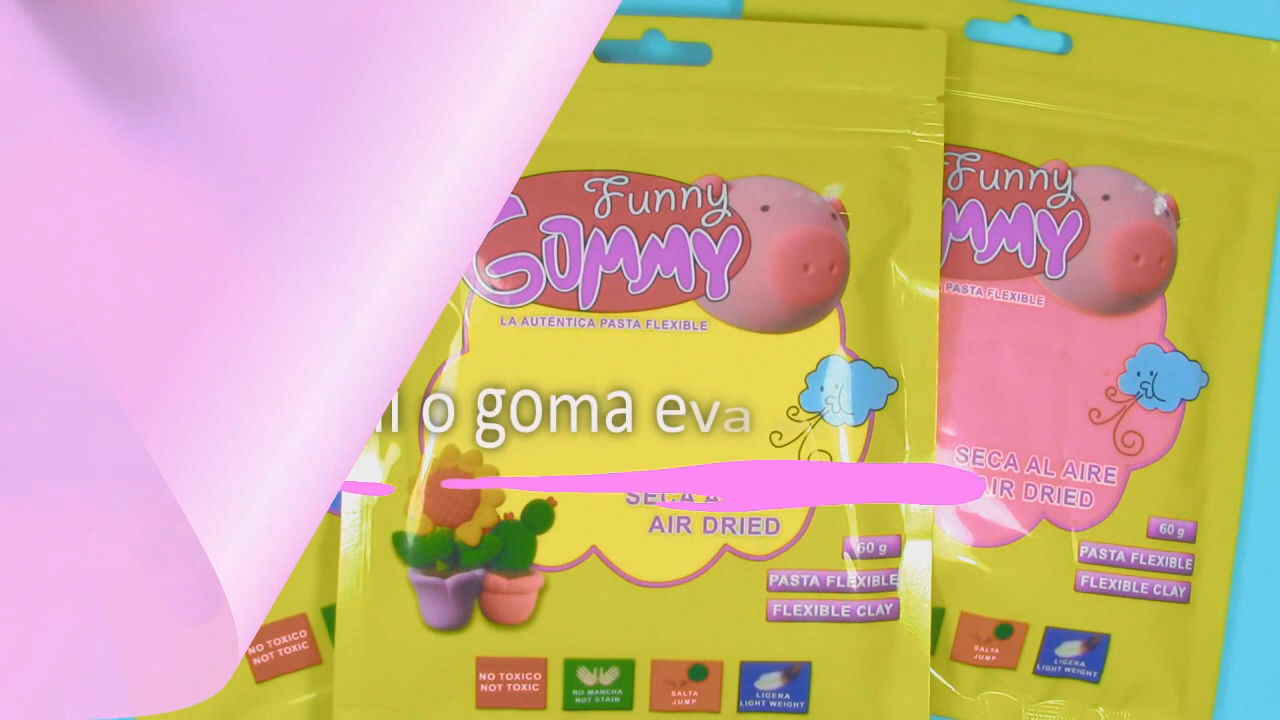 Funny
GUMMY
LA AUTÉNTICA PASTA FLEXIBLE
o goma eva
AIR DRIED
60 g
PASTA FLEXIBLE
FLEXIBLE CLAY
NO TOXICO
NOT TOXIC
NO MANCHA
NOT STAIN
SALTA
JUMP
LIGERA
LIGHT WEIGHT
Funny
PASTA FLEXIBLE
SECA AL AIRE
AIR DRIED
60 g
PASTA FLEXIBLE
FLEXIBLE CLAY
SALTA
JUMP
LIGERA
LIGHT WEIGHT
NO TOXICO
NOT TOXIC